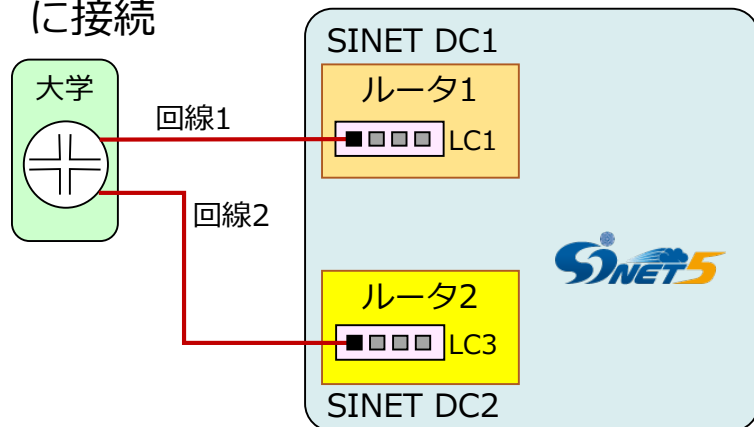 に接続
SINET DC1
大学
ルータ1
回線1
LC1
回線2
SINET5
ルータ2
LC3
SINET DC2